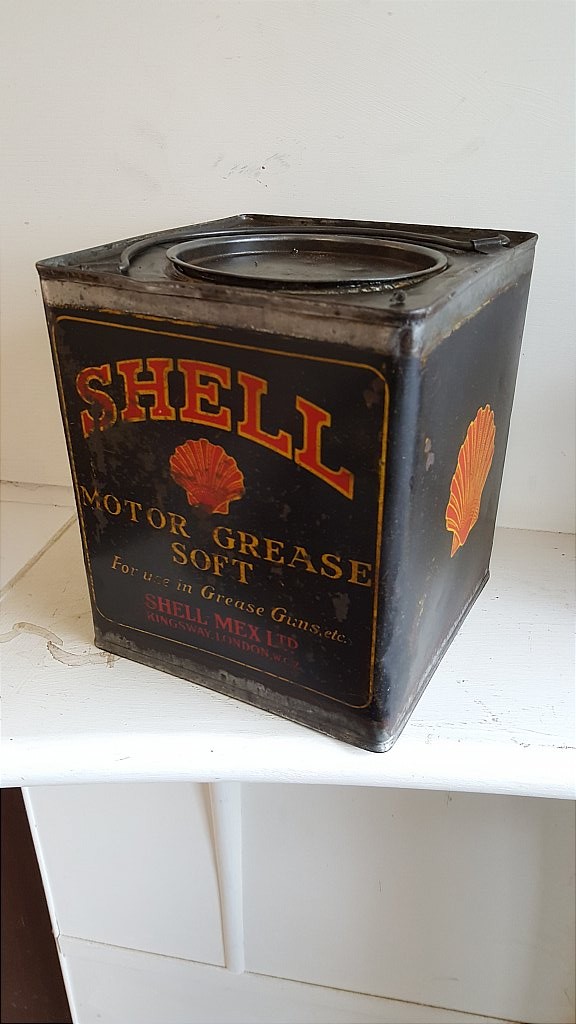 SHELL
MOTOR GREASE
SOFT
For use in Grease Guns, etc.
SHELL MEX LTD
KINGSWAY, LONDON, W.C.2.